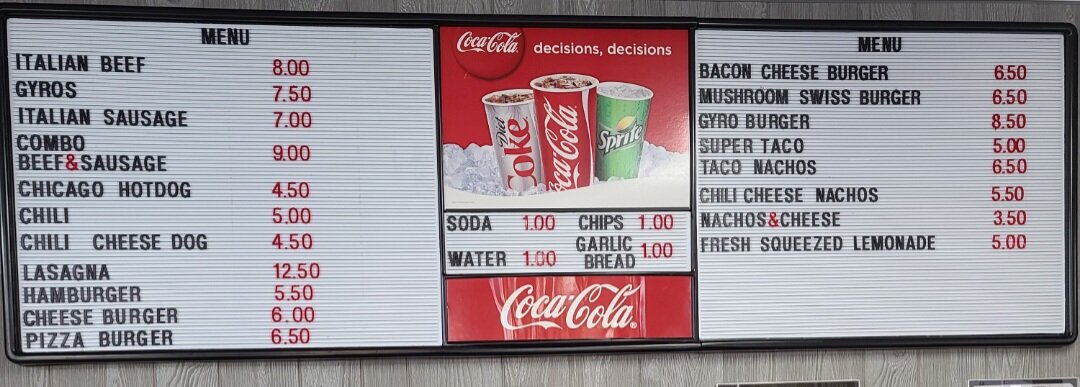 MENU
ITALIAN BEEF 8.00
GYROS 7.50
ITALIAN SAUSAGE 7.00
COMBO
BEEF&SAUSAGE 9.00
CHICAGO HOTDOG 4.50
CHILI 5.00
CHILI CHEESE DOG 4.50
LASAGNA 12.50
HAMBURGER 5.50
CHEESE BURGER 6.00
PIZZA BURGER 6.50
Coca-Cola decisions, decisions
Diet Coke
Coca-Cola
Sprite
SODA 1.00 CHIPS 1.00
WATER 1.00 GARLIC BREAD 1.00
Coca-Cola
MENU
BACON CHEESE BURGER 6.50
MUSHROOM SWISS BURGER 6.50
GYRO BURGER 8.50
SUPER TACO 5.00
TACO NACHOS 6.50
CHILI CHEESE NACHOS 5.50
NACHOS&CHEESE 3.50
FRESH SQUEEZED LEMONADE 5.00